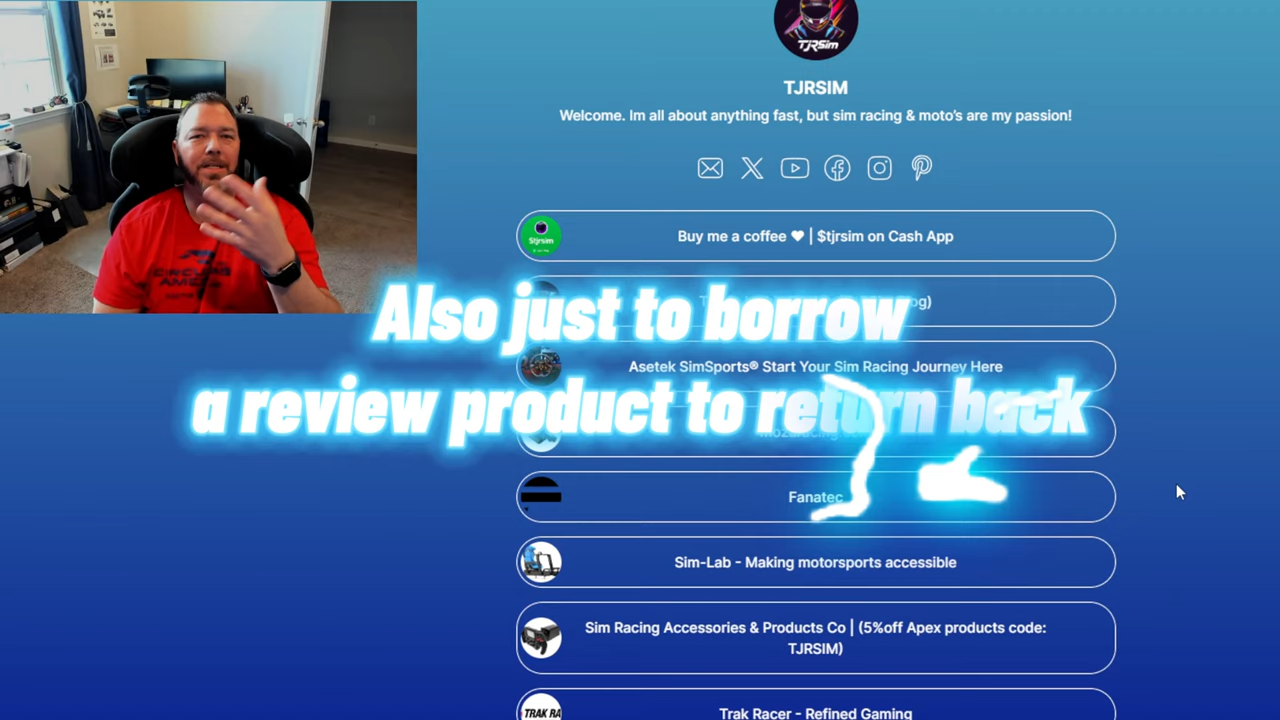 TJRSim
TJRSIM
Welcome. Im all about anything fast, but sim racing & moto's are my passion!
$tjrsim
Buy me a coffee ❤ | $tjrsim on Cash App
Also just to borrow
Asetek SimSports® Start Your Sim Racing Journey Here
a review product to return back
Fanatec
Sim-Lab - Making motorsports accessible
Sim Racing Accessories & Products Co | (5%off Apex products code:
TJRSIM)
TRAK RA
Trak Racer - Refined Gaming